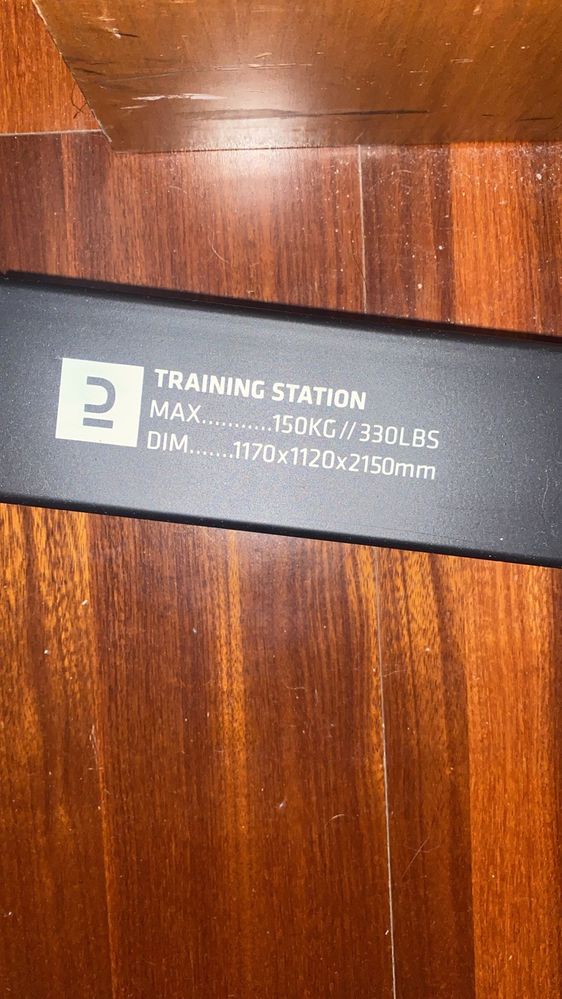 TRAINING STATION
MAX...........150KG//330LBS
DIM.......1170x1120x2150mm